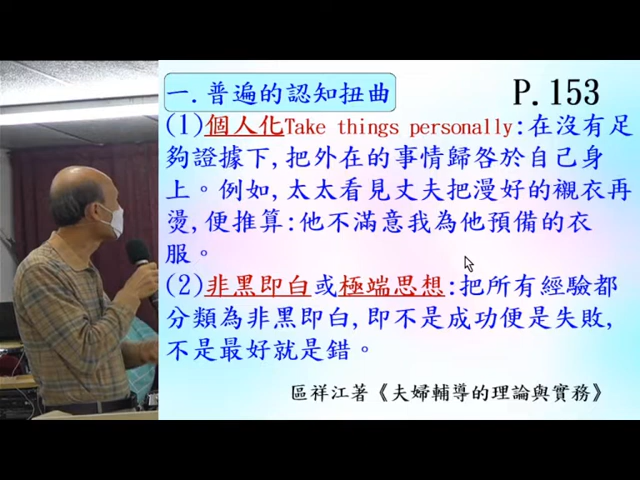 一.普遍的認知扭曲
P.153
(1)個人化Take things personally:在沒有足
夠證據下,把外在的事情歸咎於自己身
上。例如,太太看見丈夫把漫好的襯衣再
燙,便推算:他不滿意我為他預備的衣
服。
(2)非黑即白或極端思想:把所有經驗都
分類為非黑即白,即不是成功便是失敗,
不是最好就是錯。
區祥江著《夫婦輔導的理論與實務》